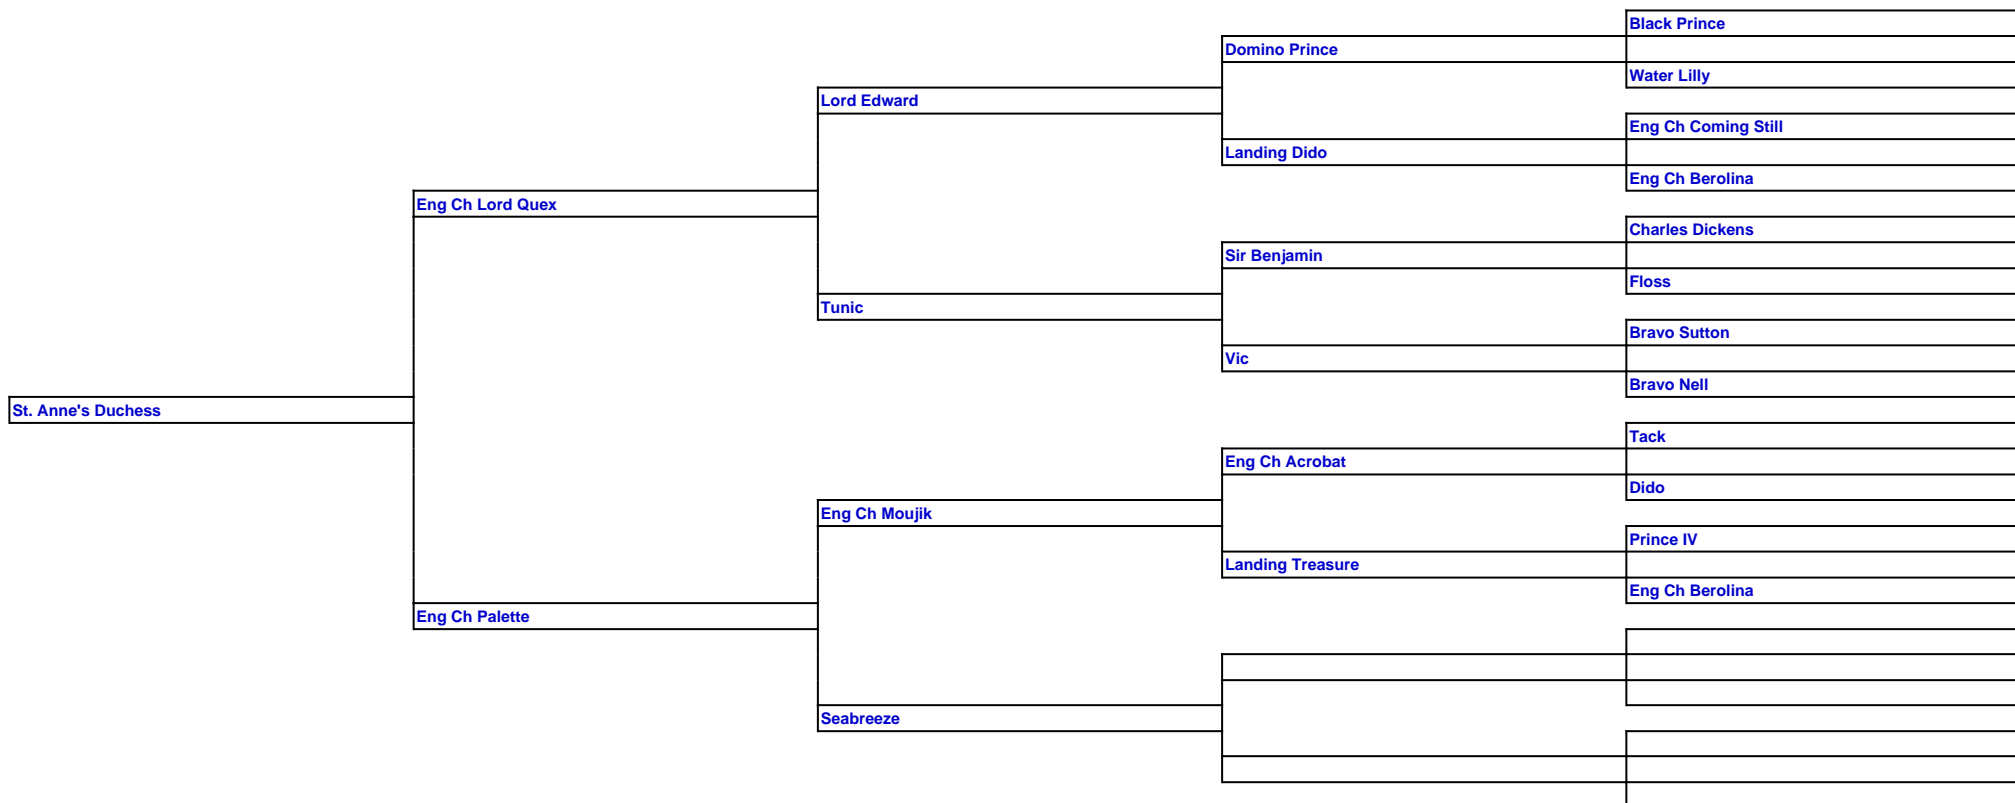 Black Prince
Domino Prince
Water Lilly
Lord Edward
Eng Ch Coming Still
Landing Dido
Eng Ch Berolina
Eng Ch Lord Quex
Charles Dickens
Sir Benjamin
Floss
Tunic
Bravo Sutton
Vic
Bravo Nell
St. Anne's Duchess
Tack
Eng Ch Acrobat
Dido
Eng Ch Moujik
Prince IV
Landing Treasure
Eng Ch Berolina
Eng Ch Palette
Seabreeze